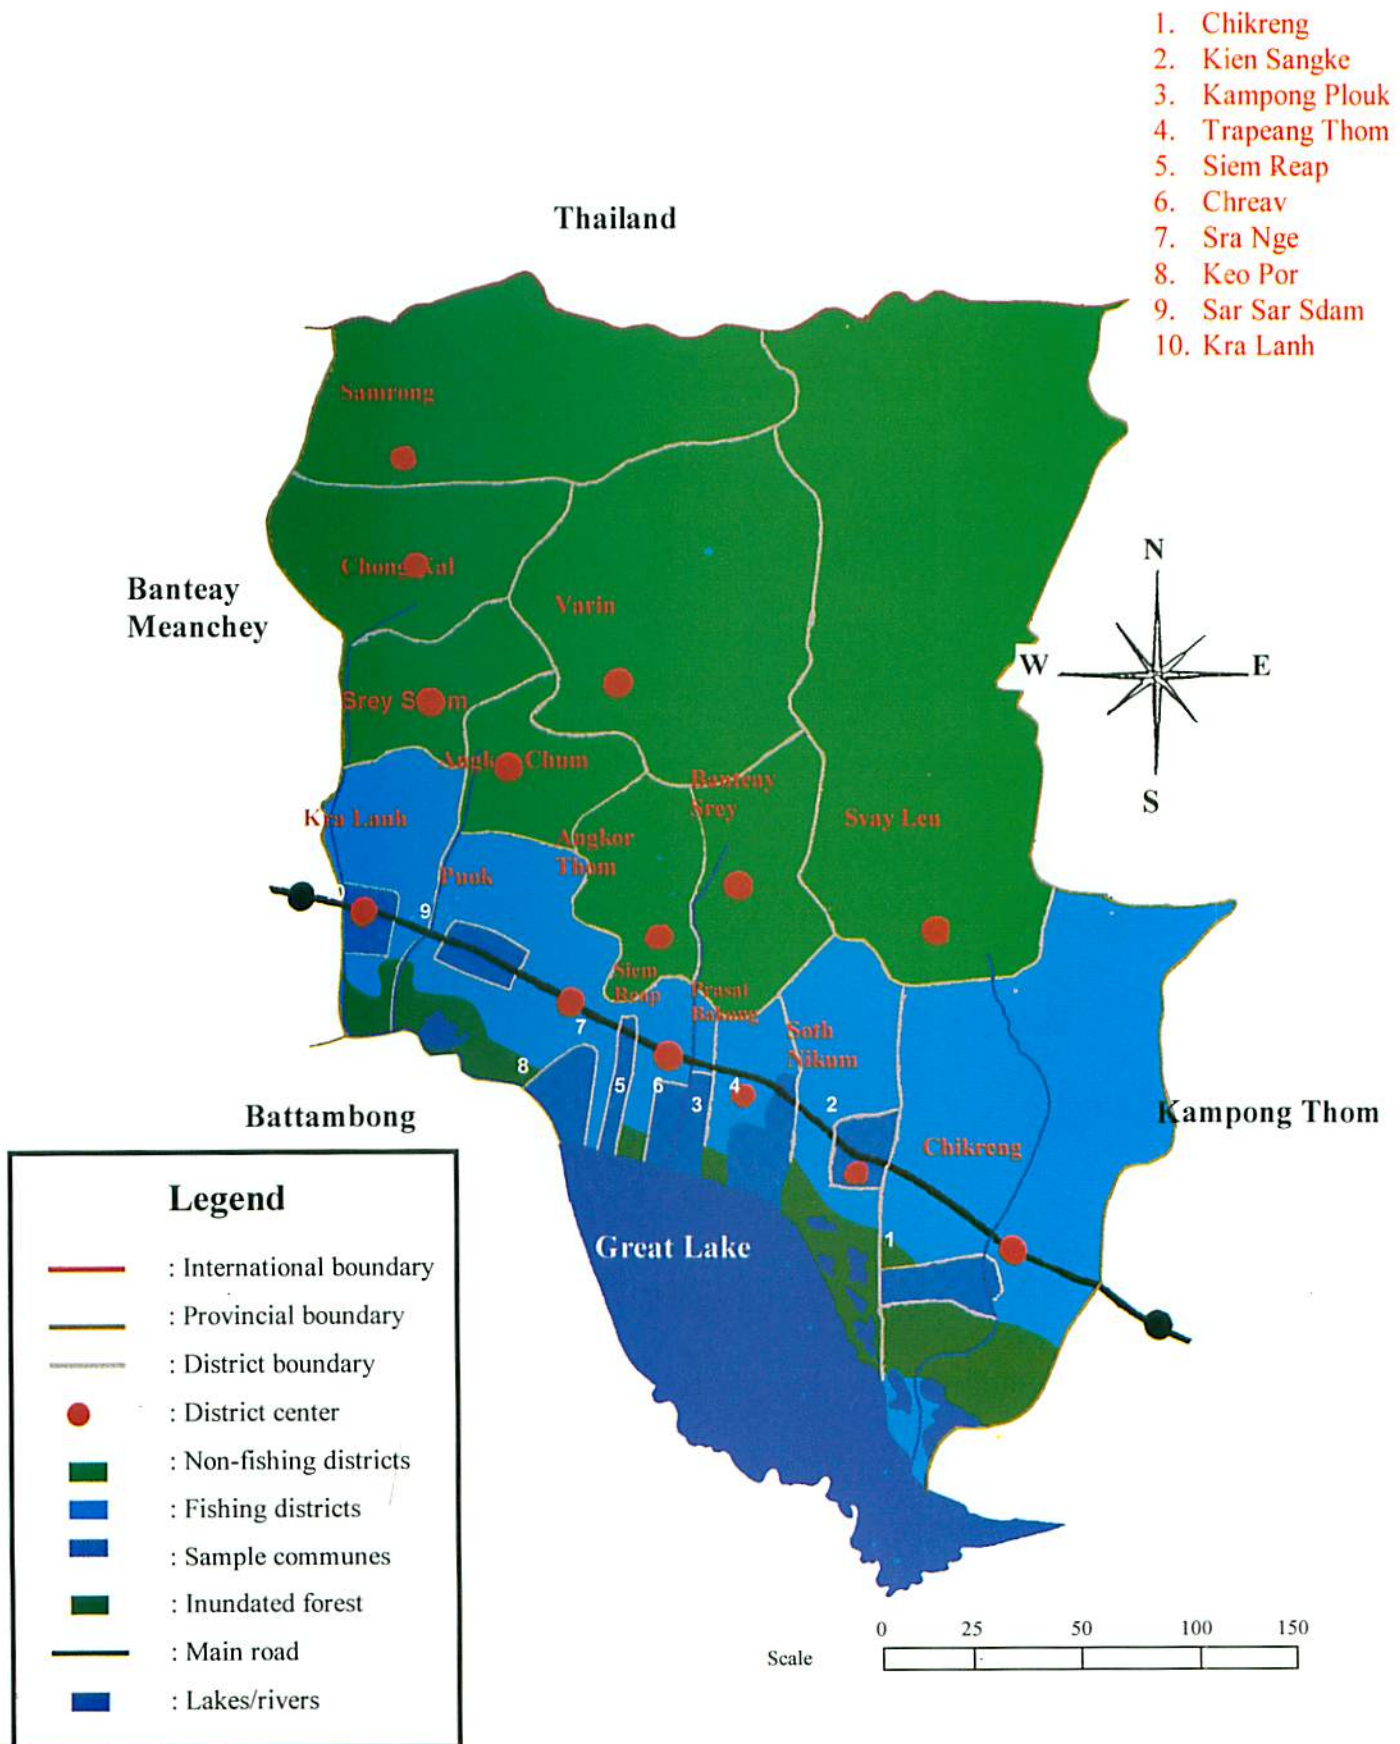 1. Chikreng
2. Kien Sangke
3. Kampong Plouk
4. Trapeang Thom
5. Siem Reap
6. Chreav
7. Sra Nge
8. Keo Por
9. Sar Sar Sdam
10. Kra Lanh
Thailand
Samrong
N
Chong Kal
Banteay
Meanchey
Varin
W
E
Srey
Angkor Chum
Banteay
Srey
S
Kra Lanh
Svay Leu
Angkor
Thom
Puok
9
Siem
Reap
Prasat
Bakong
7
Soth
Nikum
8
5
6
4
3
2
Battambong
Kampong Thom
Chikreng
1
Great Lake
Legend
: International boundary
: Provincial boundary
: District boundary
: District center
: Non-fishing districts
: Fishing districts
: Sample communes
: Inundated forest
: Main road
: Lakes/rivers
0 25 50 100 150
Scale